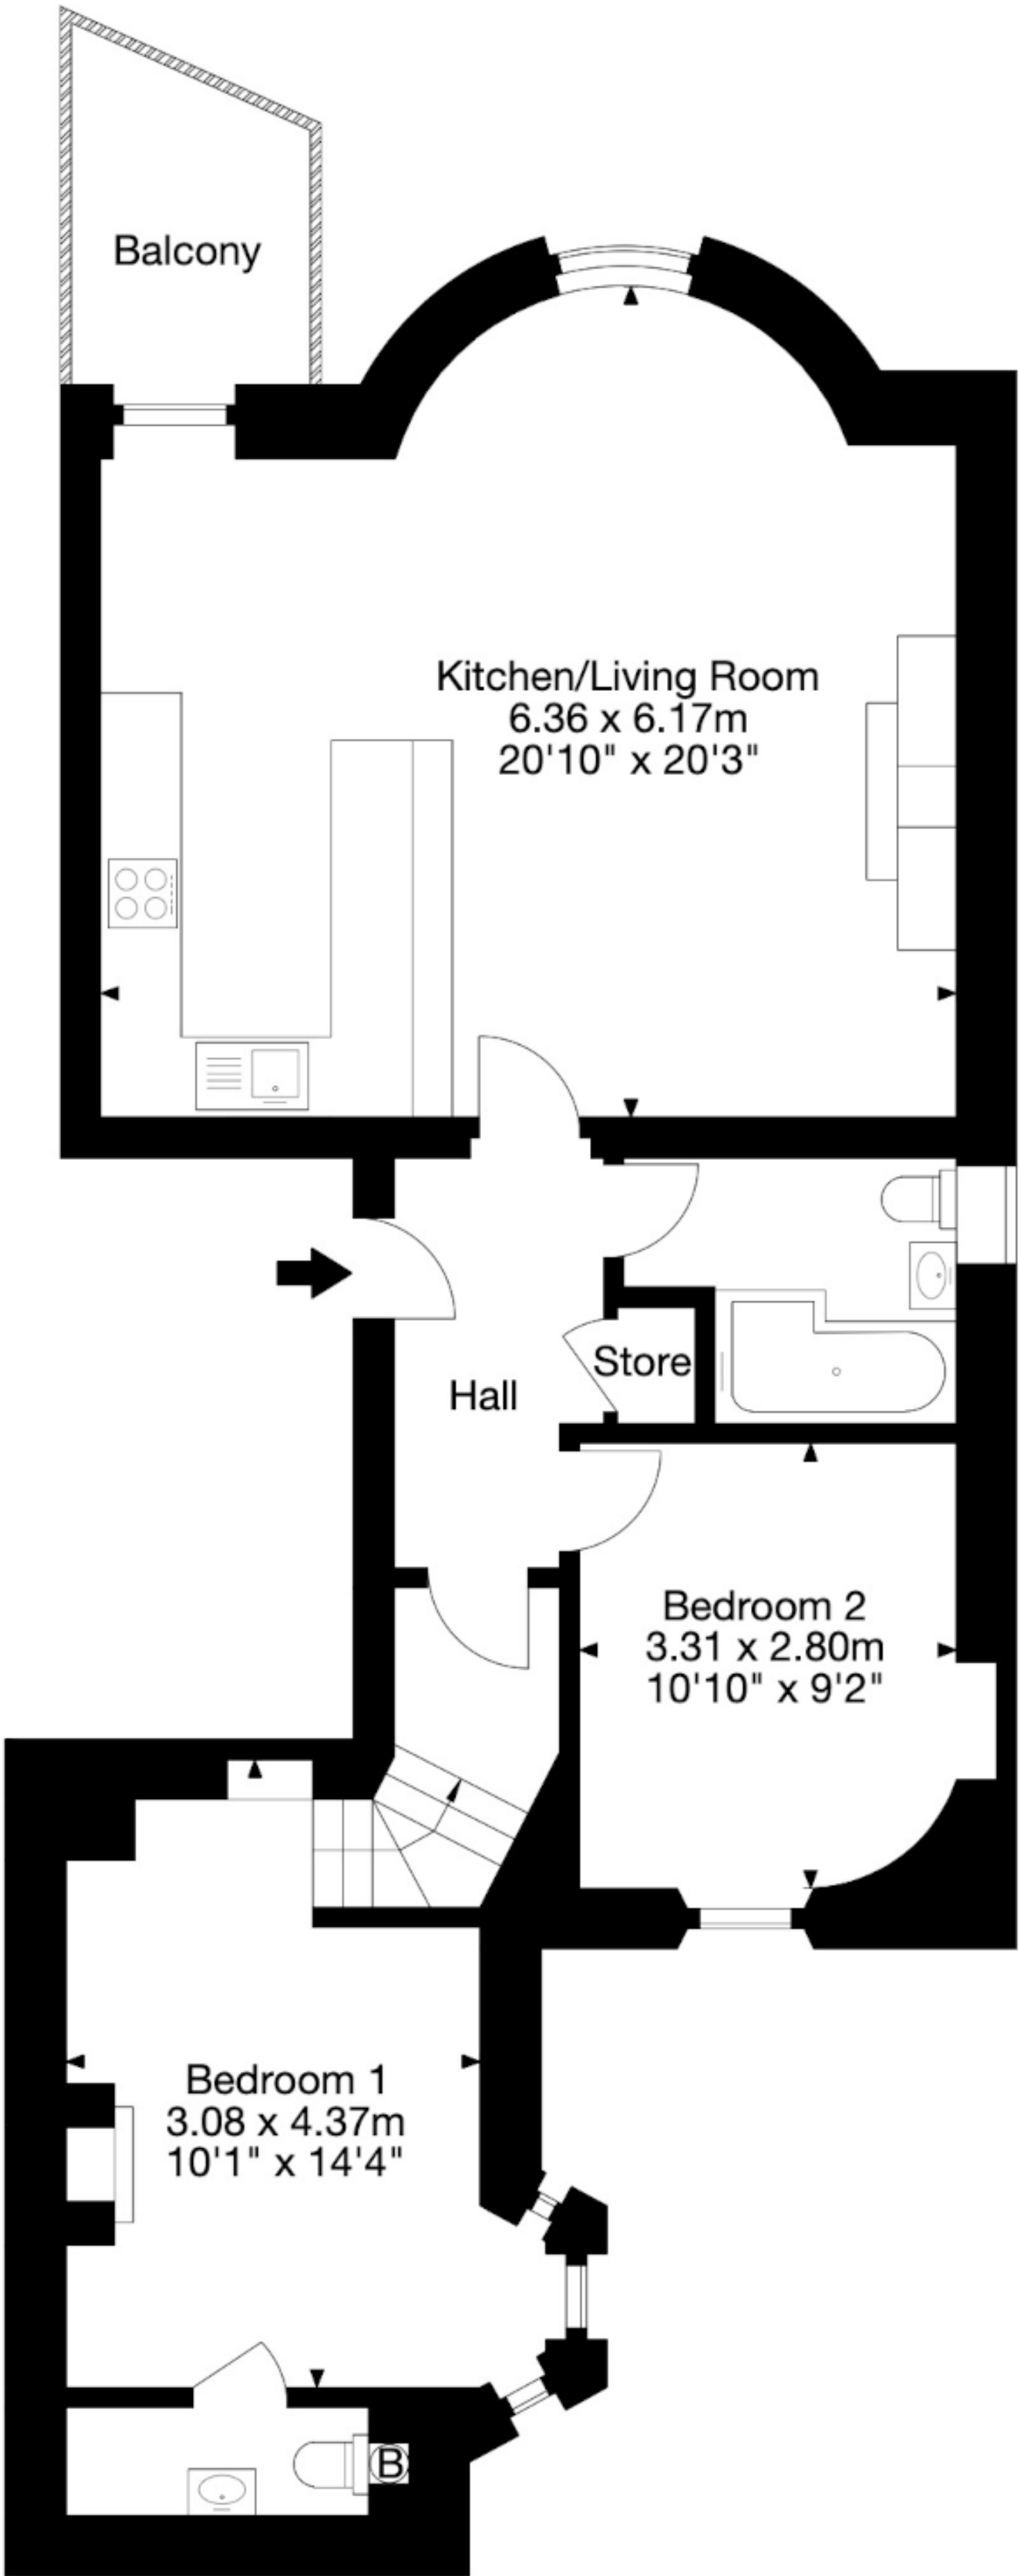 Balcony
Kitchen/Living Room
6.36 x 6.17m
20'10" x 20'3"
Store
Hall
Bedroom 2
3.31 x 2.80m
10'10" x 9'2"
Bedroom 1
3.08 x 4.37m
10'1" x 14'4"
B